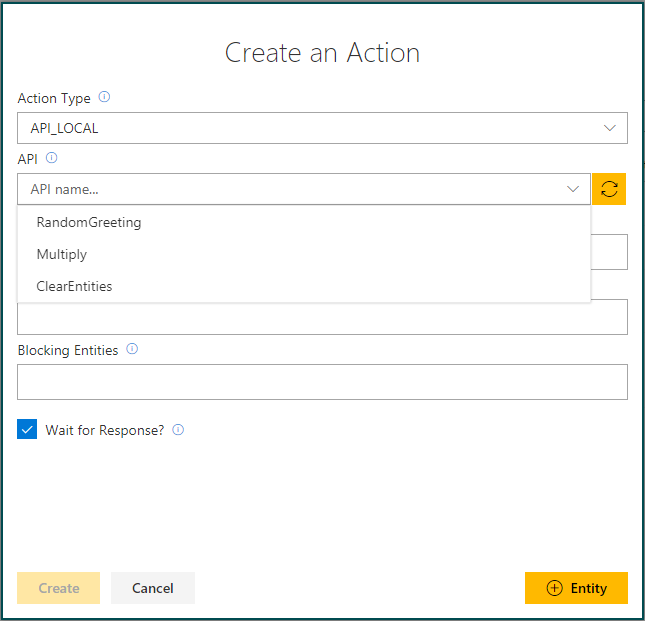 Create an Action
Action Type
API_LOCAL
API
API name...
RandomGreeting
Multiply
ClearEntities
Blocking Entities
Wait for Response?
Create Cancel Entity